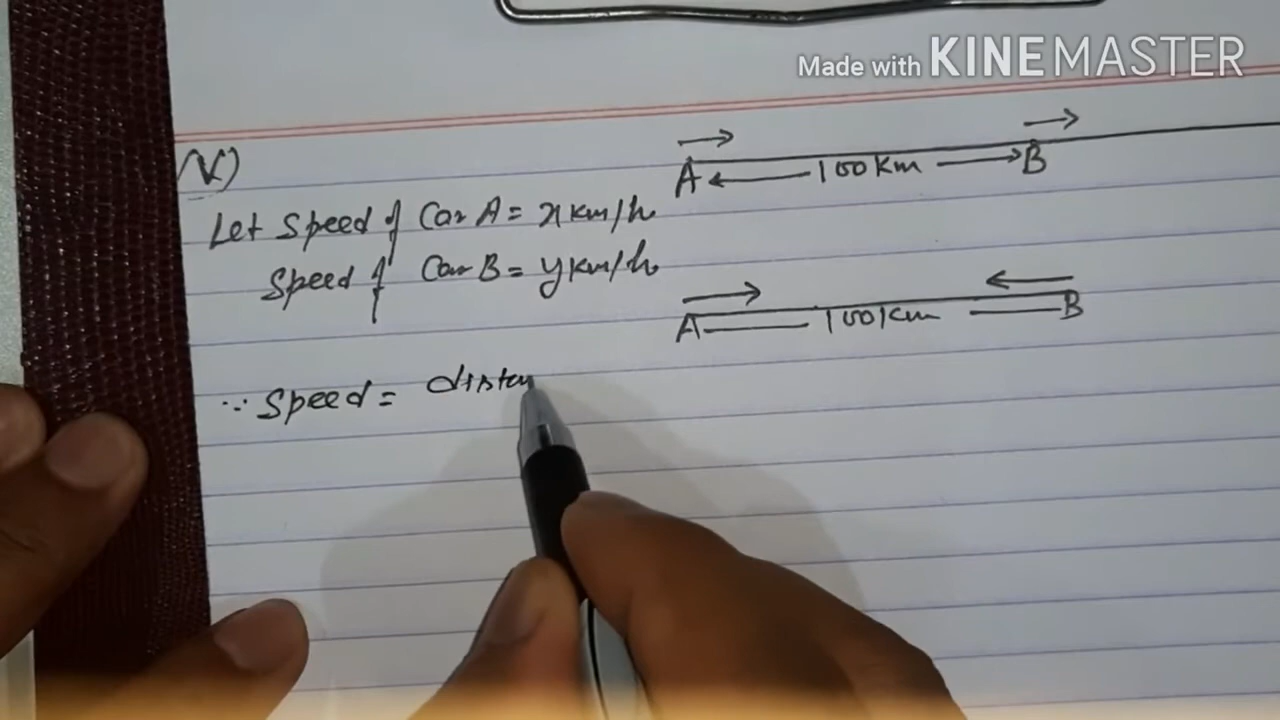 Made with KINEMASTER
V)
Let Speed of Car A = x km/h
Speed of Car B = y km/h
A ← 100 km → B
A 100 km B
∵ Speed = distan